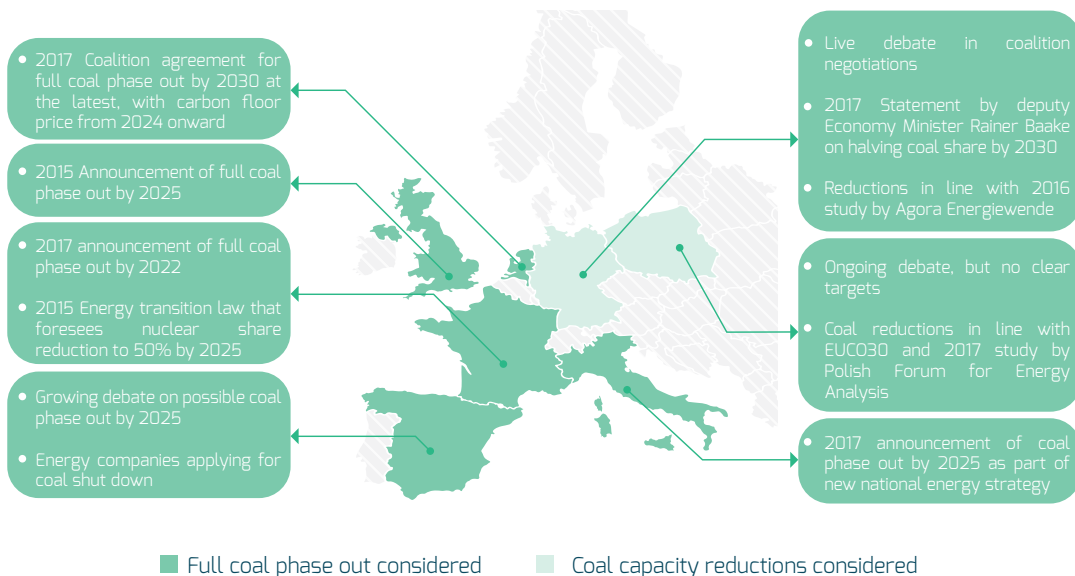 2017 Coalition agreement for
full coal phase out by 2030 at
the latest, with carbon floor
price from 2024 onward
2015 Announcement of full coal
phase out by 2025
2017 announcement of full coal
phase out by 2022
2015 Energy transition law that
foresees nuclear share
reduction to 50% by 2025
Growing debate on possible coal
phase out by 2025
Energy companies applying for
coal shut down
Live debate in coalition
negotiations
2017 Statement by deputy
Economy Minister Rainer Baake
on halving coal share by 2030
Reductions in line with 2016
study by Agora Energiewende
Ongoing debate, but no clear
targets
Coal reductions in line with
EUCO30 and 2017 study by
Polish Forum for Energy
Analysis
2017 announcement of coal
phase out by 2025 as part of
new national energy strategy
Full coal phase out considered
Coal capacity reductions considered